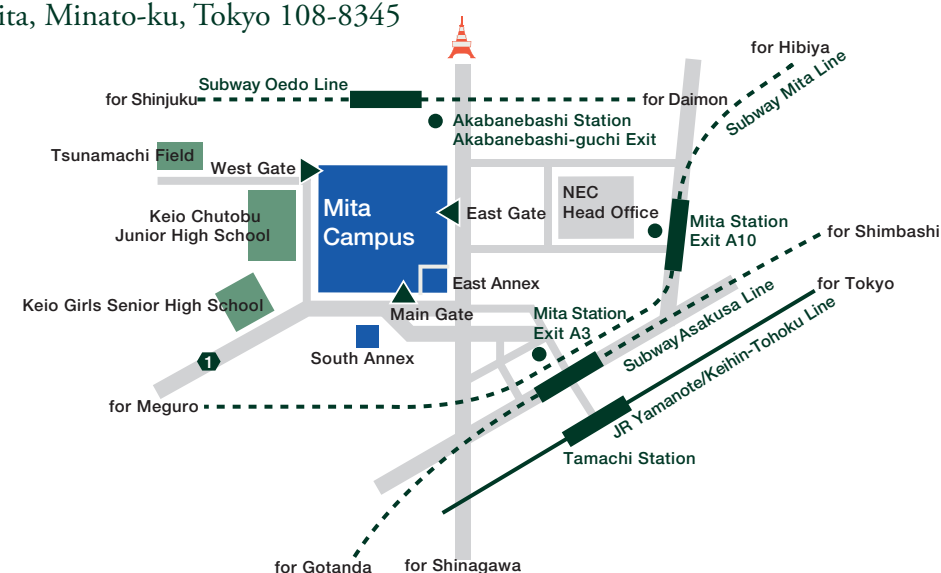 ita, Minato-ku, Tokyo 108-8345
for Hibiya
Subway Mita Line
Subway Oedo Line
for Shinjuku
for Daimon
Akabanebashi Station
Akabanebashi-guchi Exit
Tsunamachi Field
West Gate
NEC
Head Office
Mita
Campus
East Gate
Keio Chutobu
Junior High School
Mita Station
Exit A10
for Shimbashi
East Annex
for Tokyo
Keio Girls Senior High School
Main Gate
Mita Station
Exit A3
Subway Asakusa Line
JR Yamanote/Keihin-Tohoku Line
South Annex
1
for Meguro
Tamachi Station
for Gotanda
for Shinagawa